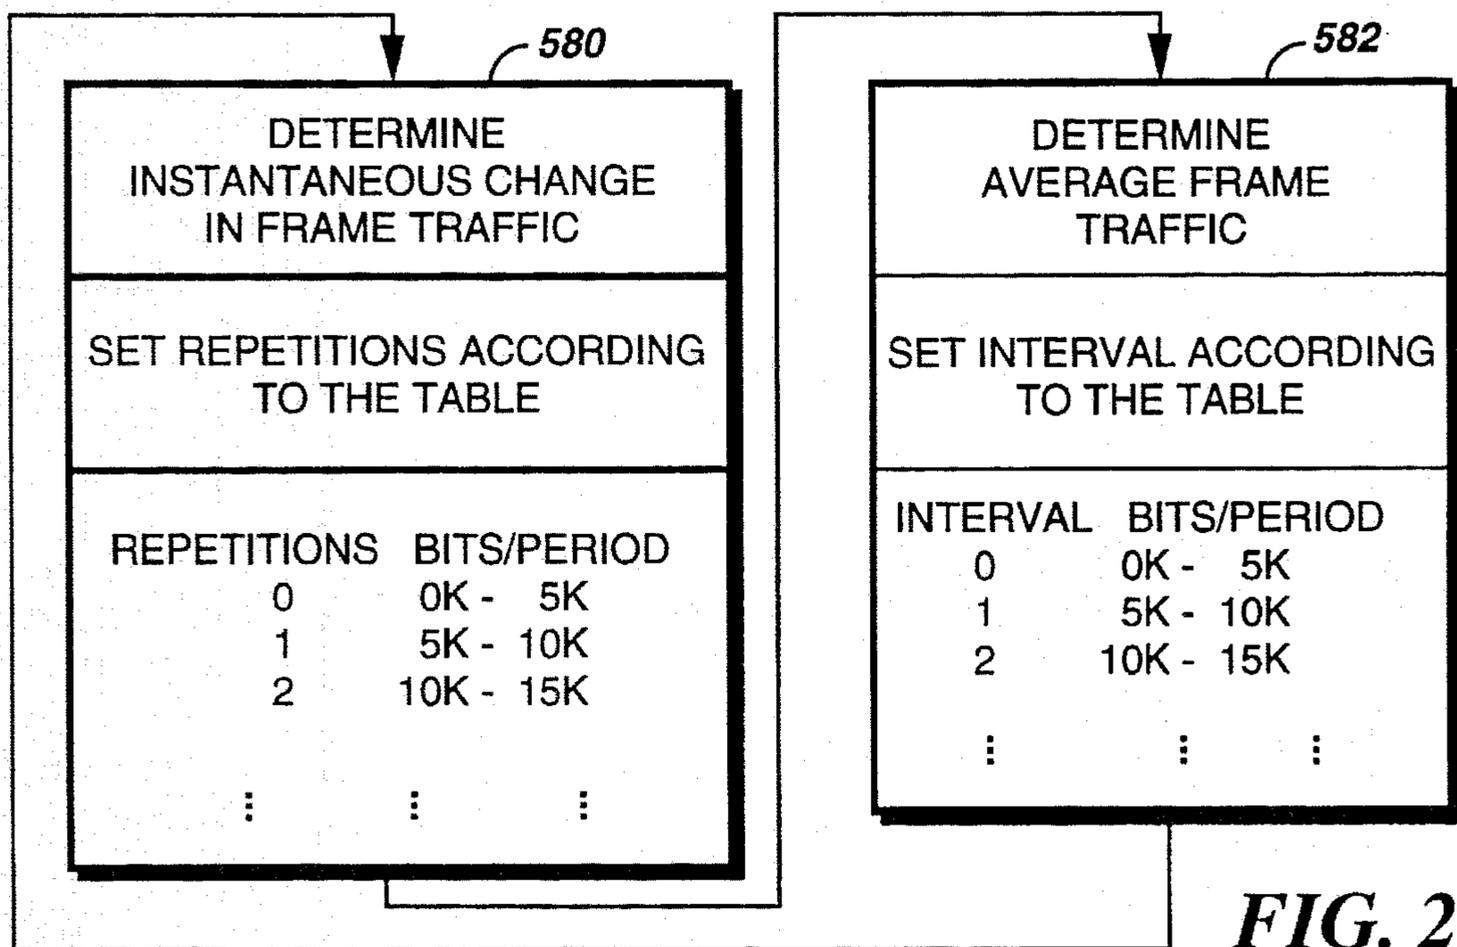 580
DETERMINE
INSTANTANEOUS CHANGE
IN FRAME TRAFFIC
SET REPETITIONS ACCORDING
TO THE TABLE
REPETITIONS BITS/PERIOD
0 0K - 5K
1 5K - 10K
2 10K - 15K
⋮ ⋮ ⋮
582
DETERMINE
AVERAGE FRAME
TRAFFIC
SET INTERVAL ACCORDING
TO THE TABLE
INTERVAL BITS/PERIOD
0 0K - 5K
1 5K - 10K
2 10K - 15K
⋮ ⋮ ⋮
FIG. 2